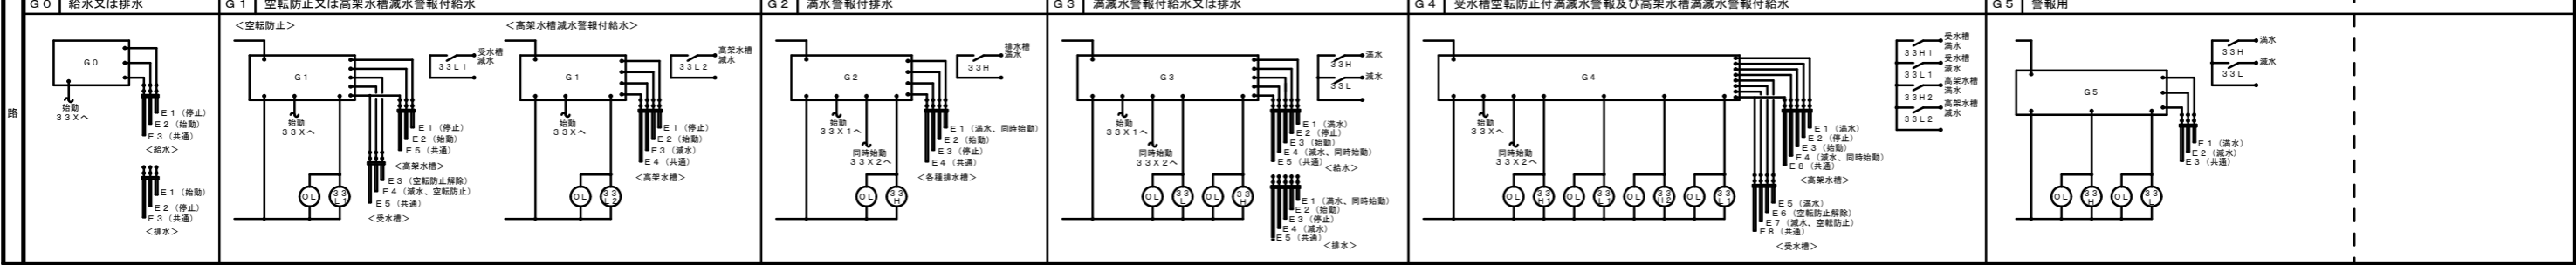 路
G0 給水又は排水
G0
始動
33Xへ
E1（停止）
E2（始動）
E3（共通）
＜給水＞
E1（始動）
E2（停止）
E3（共通）
＜排水＞
G1 空転防止又は高架水槽減水警報付給水
＜空転防止＞
G1
始動
33Xへ
OL
33L1
受水槽
減水
33L1
E1（停止）
E2（始動）
E5（共通）
＜高架水槽＞
E3（空転防止解除）
E4（減水、空転防止）
E5（共通）
＜受水槽＞
＜高架水槽減水警報付給水＞
G1
始動
33Xへ
OL
33L2
高架水槽
減水
33L2
E1（停止）
E2（始動）
E3（減水）
E4（共通）
＜高架水槽＞
G2 満水警報付排水
G2
始動
33X1へ
同時始動
33X2へ
OL
33H
排水槽
満水
33H
E1（満水、同時始動）
E2（始動）
E3（停止）
E4（共通）
＜各種排水槽＞
G3 満減水警報付給水又は排水
G3
始動
33X1へ
同時始動
33X2へ
OL
33L
OL
33H
満水
33H
減水
33L
E1（満水）
E2（停止）
E3（始動）
E4（減水、同時始動）
E5（共通）
＜給水＞
E1（満水、同時始動）
E2（始動）
E3（停止）
E4（減水）
E5（共通）
＜排水＞
G4 受水槽空転防止付満減水警報及び高架水槽満減水警報付給水
G4
始動
33Xへ
同時始動
33X2へ
OL
33H1
OL
33L1
OL
33H2
OL
33L1
受水槽
満水
33H1
受水槽
減水
33L1
高架水槽
満水
33H2
高架水槽
減水
33L2
E1（満水）
E2（停止）
E3（始動）
E4（減水、同時始動）
E8（共通）
＜高架水槽＞
E5（満水）
E6（空転防止解除）
E7（減水、空転防止）
E8（共通）
＜受水槽＞
G5 警報用
G5
OL
33H
OL
33L
満水
33H
減水
33L
E1（満水）
E2（減水）
E3（共通）